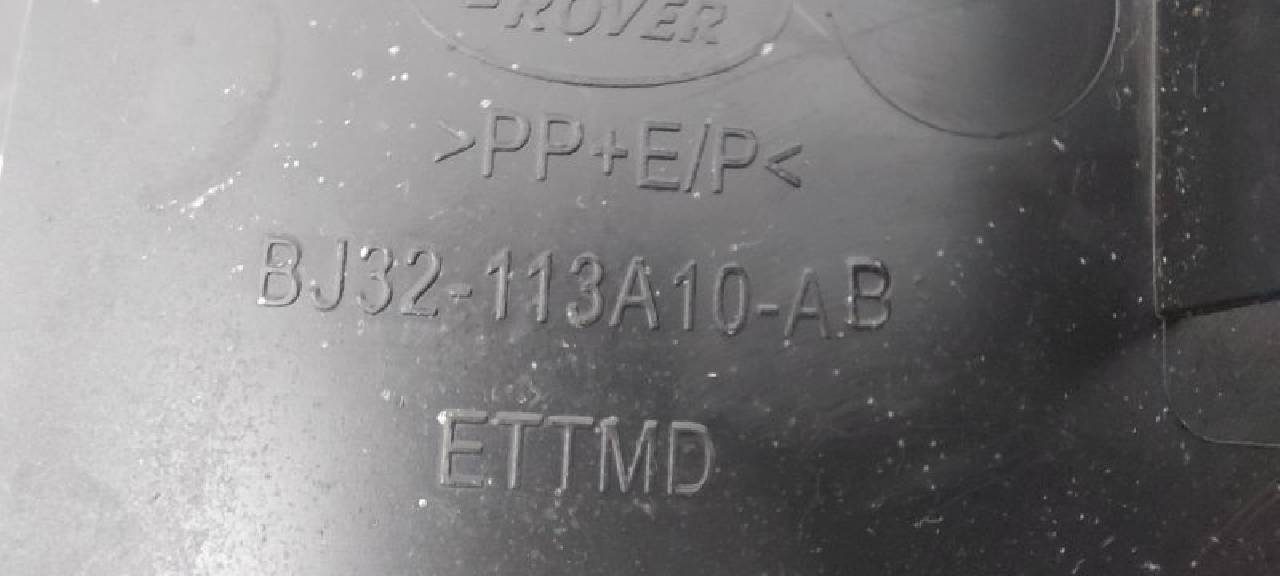 ROVER
>PP+E/P<
BJ32-113A10-AB
ETTMD